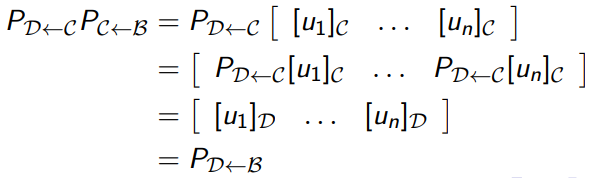 P_{𝒟←𝒞}P_{𝒞←ℬ} = P_{𝒟←𝒞} [ [u_1]_𝒞 … [u_n]_𝒞 ]
= [ P_{𝒟←𝒞}[u_1]_𝒞 … P_{𝒟←𝒞}[u_n]_𝒞 ]
= [ [u_1]_𝒟 … [u_n]_𝒟 ]
= P_{𝒟←ℬ}